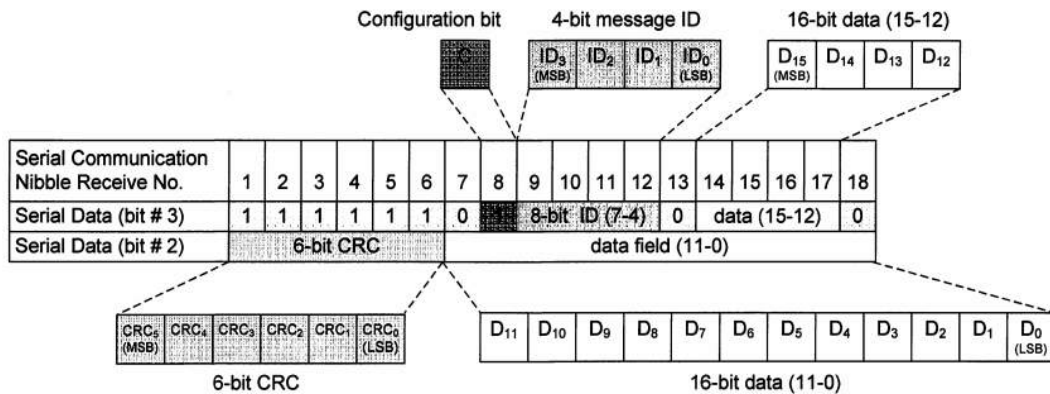 Configuration bit 4-bit message ID 16-bit data (15-12)
C ID3 ID2 ID1 ID0 D15 D14 D13 D12
(MSB) (LSB) (MSB)
Serial Communication
Nibble Receive No. 1 2 3 4 5 6 7 8 9 10 11 12 13 14 15 16 17 18
Serial Data (bit # 3) 1 1 1 1 1 1 0 1 8-bit ID (7-4) 0 data (15-12) 0
Serial Data (bit # 2) 6-bit CRC data field (11-0)
CRC5 CRC4 CRC3 CRC2 CRC1 CRC0 D11 D10 D9 D8 D7 D6 D5 D4 D3 D2 D1 D0
(MSB) (LSB) (LSB)
6-bit CRC 16-bit data (11-0)